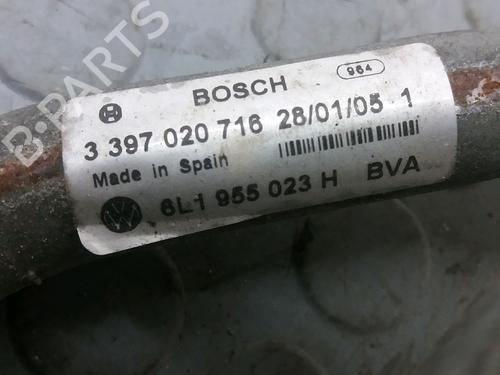 B-PARTS
964
BOSCH
3 397 020 716 28/01/05 1
Made in Spain
6L1 955 023 H BVA